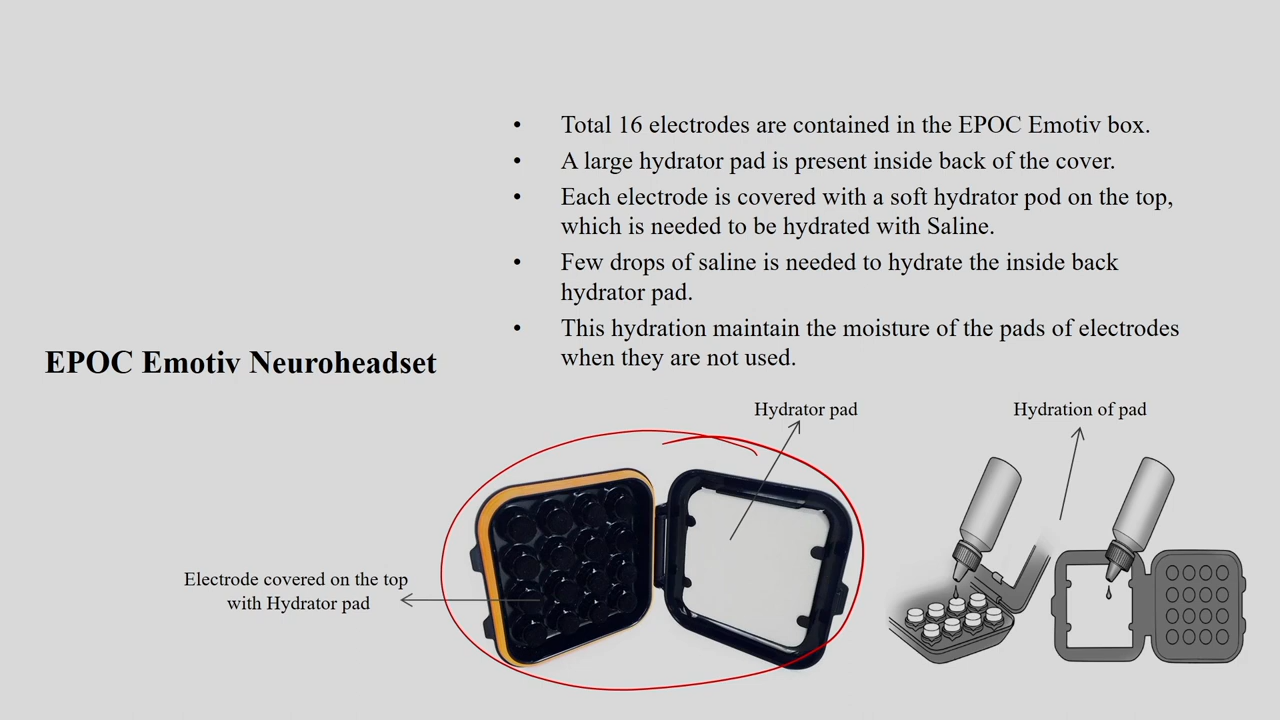 • Total 16 electrodes are contained in the EPOC Emotiv box.
• A large hydrator pad is present inside back of the cover.
• Each electrode is covered with a soft hydrator pod on the top,
which is needed to be hydrated with Saline.
• Few drops of saline is needed to hydrate the inside back
hydrator pad.
• This hydration maintain the moisture of the pads of electrodes
when they are not used.
EPOC Emotiv Neuroheadset
Hydrator pad
Hydration of pad
Electrode covered on the top
with Hydrator pad